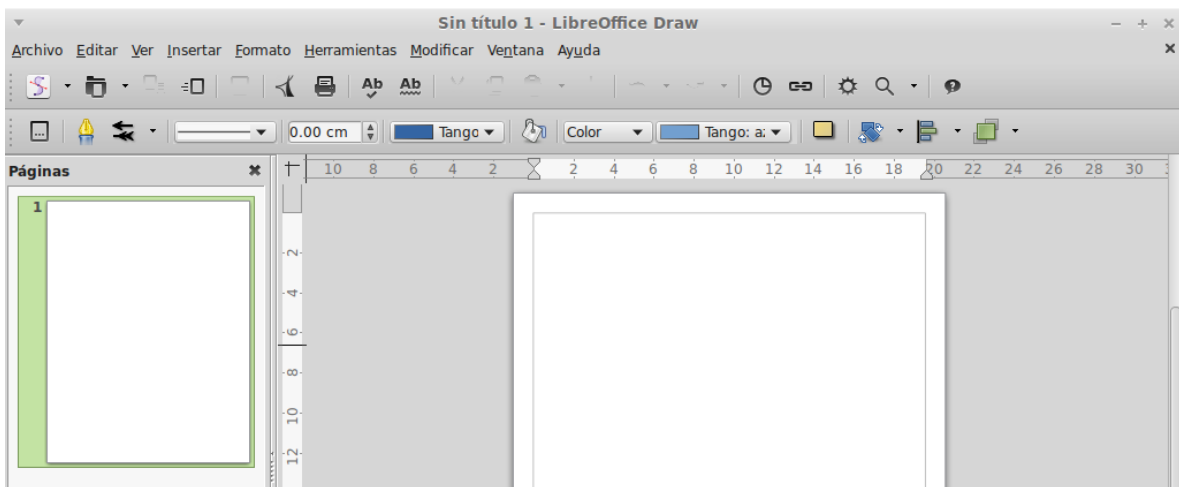 Sin título 1 - LibreOffice Draw
Archivo Editar Ver Insertar Formato Herramientas Modificar Ventana Ayuda
Ab Ab
0.00 cm Tango Color Tango: a:
Páginas
10 8 6 4 2 2 4 6 8 10 12 14 16 18 20 22 24 26 28 30
1
2
4
6
8
10
12